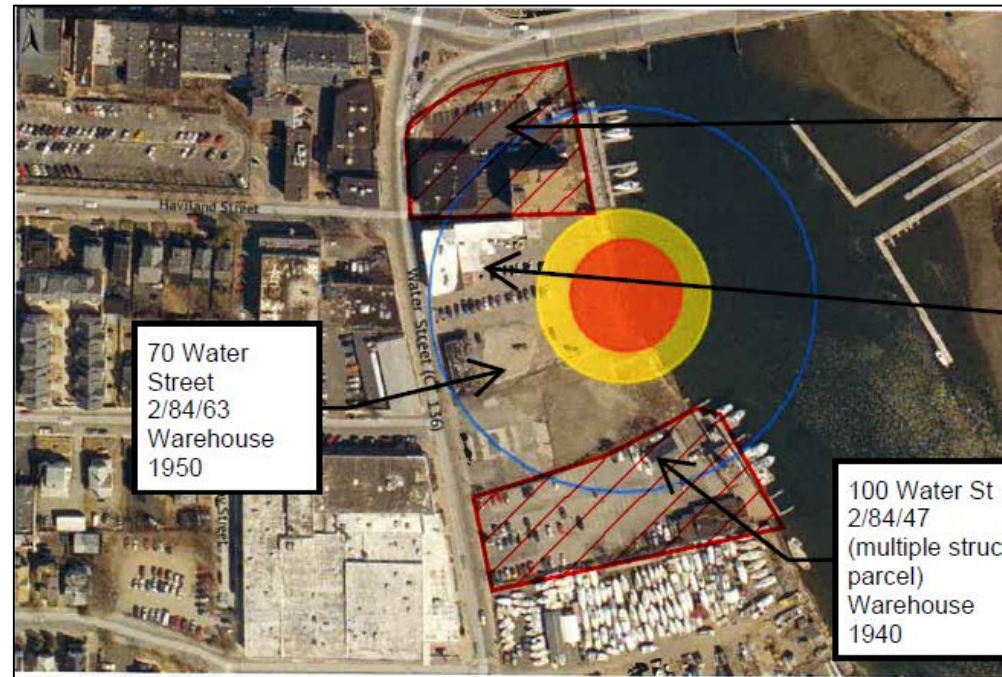 N
Haviland Street
Water Street (CT 136)
70 Water
Street
2/84/63
Warehouse
1950
100 Water St
2/84/47
(multiple struc
parcel)
Warehouse
1940